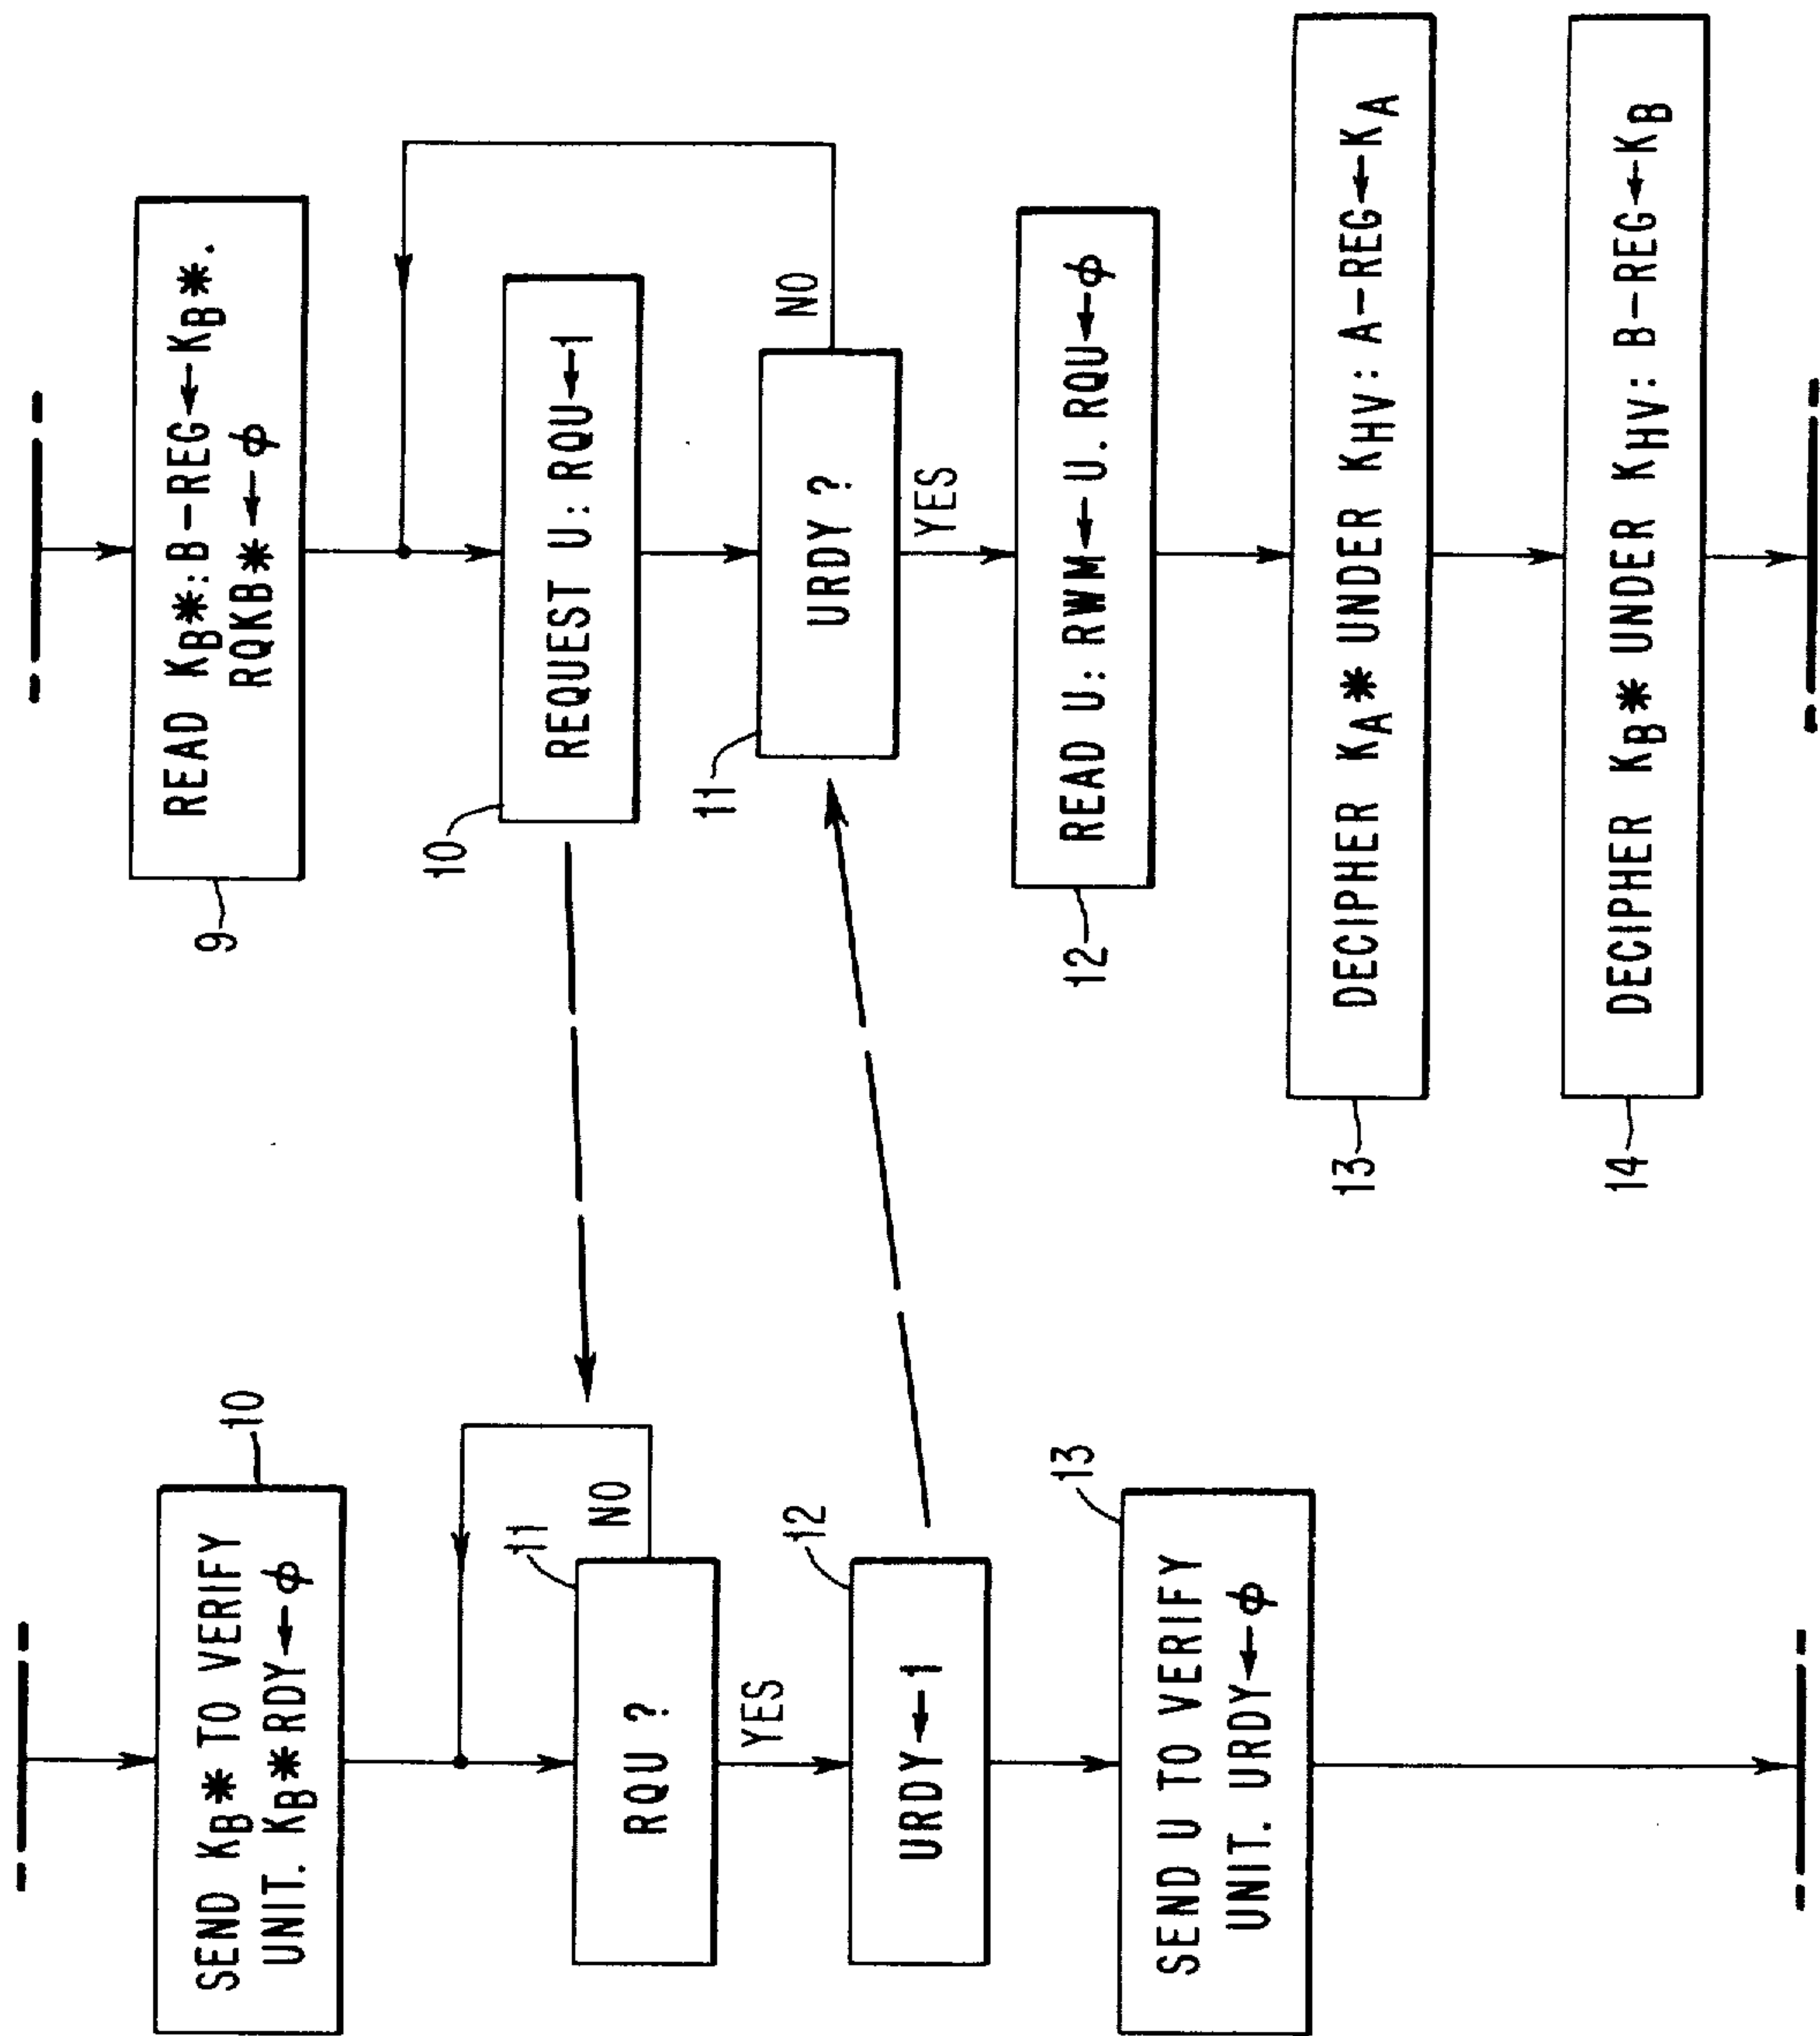 SEND K_B* TO VERIFY
UNIT. K_B*RDY←ϕ
10
RQU ?
11
NO
YES
URDY←1
12
SEND U TO VERIFY
UNIT. URDY←ϕ
13
READ K_B*:B-REG←K_B*.
RQKB*←ϕ
9
REQUEST U: RQU←1
10
URDY ?
11
NO
YES
READ U: RWM←U. RQU←ϕ
12
DECIPHER K_A* UNDER K_HV: A-REG←K_A
13
DECIPHER K_B* UNDER K_HV: B-REG←K_B
14